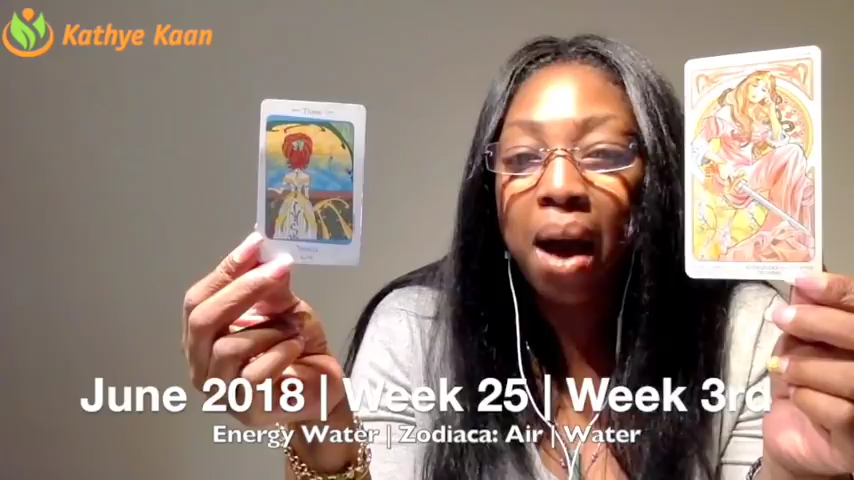 Kathye Kaan
June 2018 | Week 25 | Week 3rd
Energy Water | Zodiaca: Air | Water